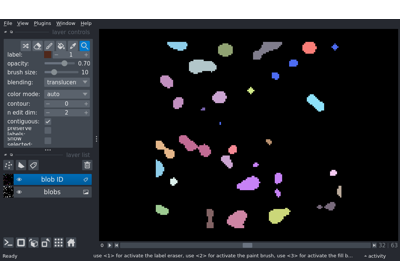 File View Plugins Window Help
layer controls
label: 1
opacity: 0.70
brush size: 10
blending: translucen
color mode: auto
contour: 0
n edit dim: 2
contiguous: ✓
preserve
labels:
show
selected:
layer list
blob ID
blobs
32 63
Ready
use <1> for activate the label eraser, use <2> for activate the paint brush, use <3> for activate the fill b...
activity